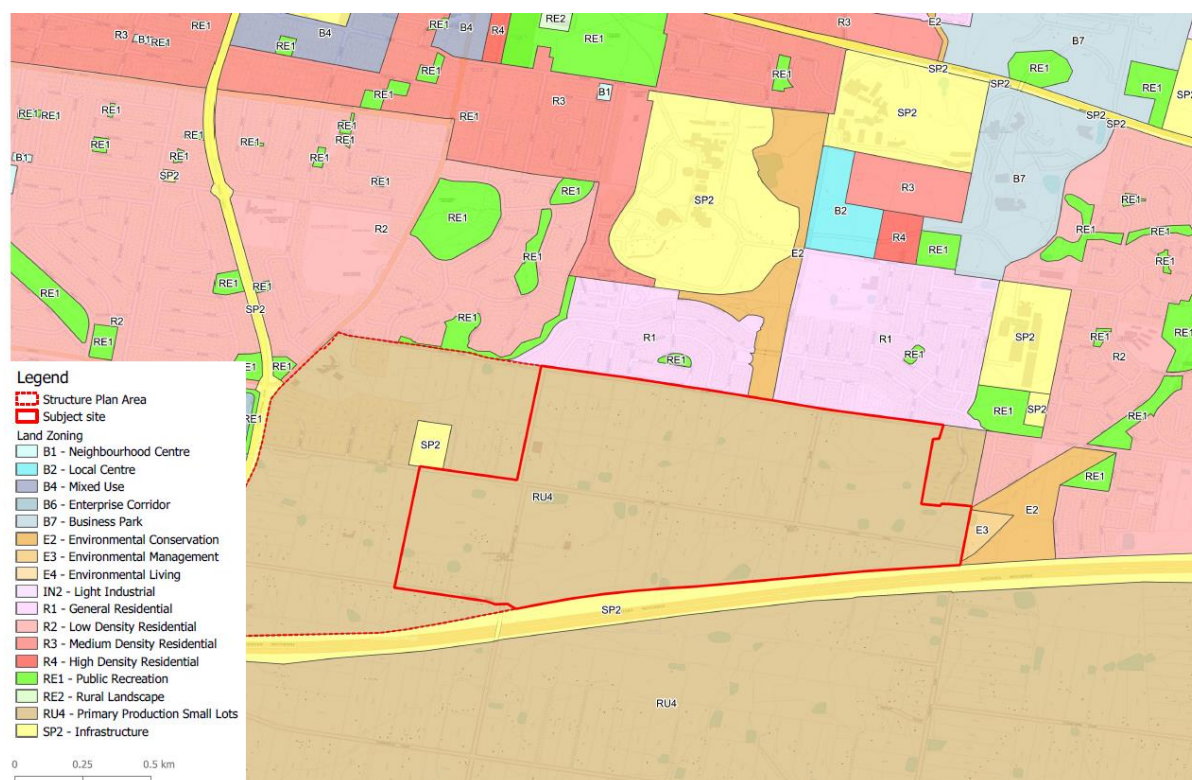 RE2
R3
E2
R3
RE1
B4
R4
RE1
B1
RE1
B4
RE1
B7
RE1
RE1
SP2
RE1
SP2
RE1
RE1
SP2
RE1
R3
B1
SP2
RE1
RE1
RE1
SP2
SP2
RE1
RE1
RE1
RE1
RE1
RE1
RE1
RE1
B1
RE1
SP2
RE1
R3
B7
SP2
B2
RE1
RE1
R2
RE1
R4
RE1
RE1
RE1
RE1
E2
RE1
RE1
RE1
RE1
SP2
R2
RE1
RE1
R1
R1
SP2
RE1
R2
RE1
RE1
RE1
RE1
SP2
RE1
RE1
SP2
RE1
RU4
E2
E3
SP2
RU4
Legend
Structure Plan Area
Subject site
Land Zoning
B1 - Neighbourhood Centre
B2 - Local Centre
B4 - Mixed Use
B6 - Enterprise Corridor
B7 - Business Park
E2 - Environmental Conservation
E3 - Environmental Management
E4 - Environmental Living
IN2 - Light Industrial
R1 - General Residential
R2 - Low Density Residential
R3 - Medium Density Residential
R4 - High Density Residential
RE1 - Public Recreation
RE2 - Rural Landscape
RU4 - Primary Production Small Lots
SP2 - Infrastructure
0 0.25 0.5 km